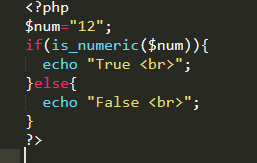 <?php
$num="12";
if(is_numeric($num)){
  echo "True <br>";
}else{
  echo "False <br>";
}
?>